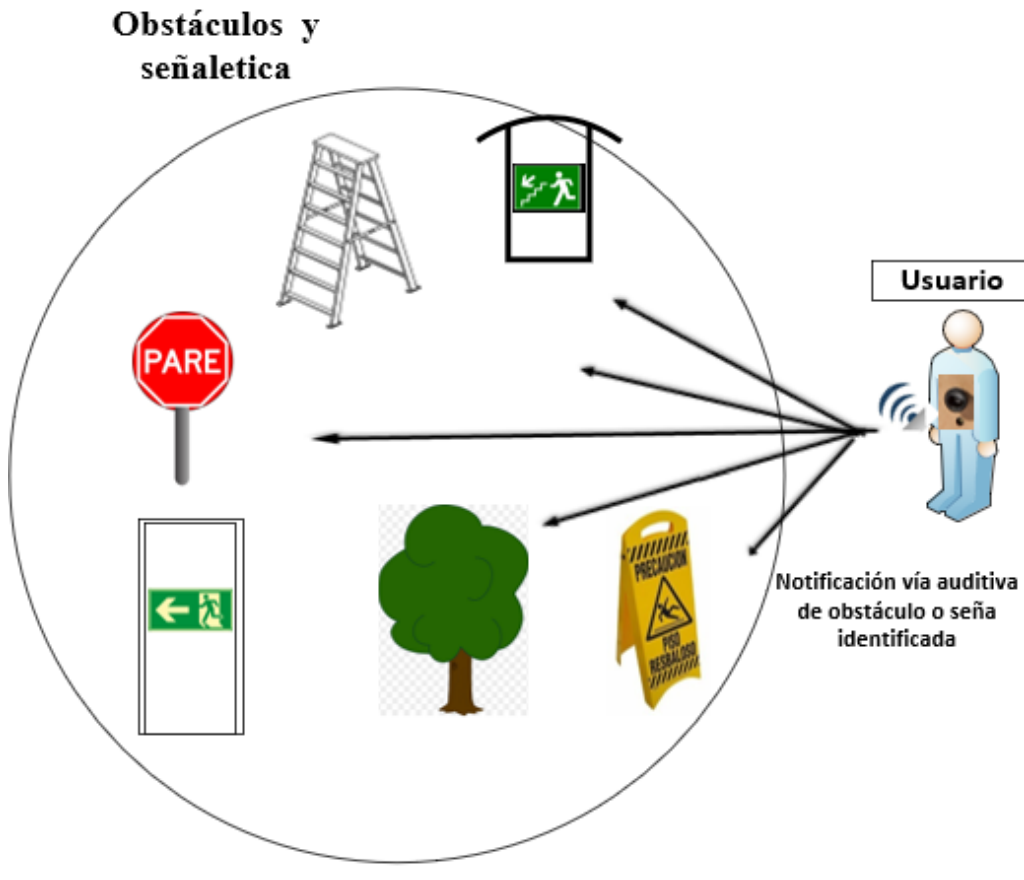 Obstáculos y
señaletica
Usuario
PARE
PRECAUCION
PISO
RESBALOSO
Notificación vía auditiva
de obstáculo o seña
identificada